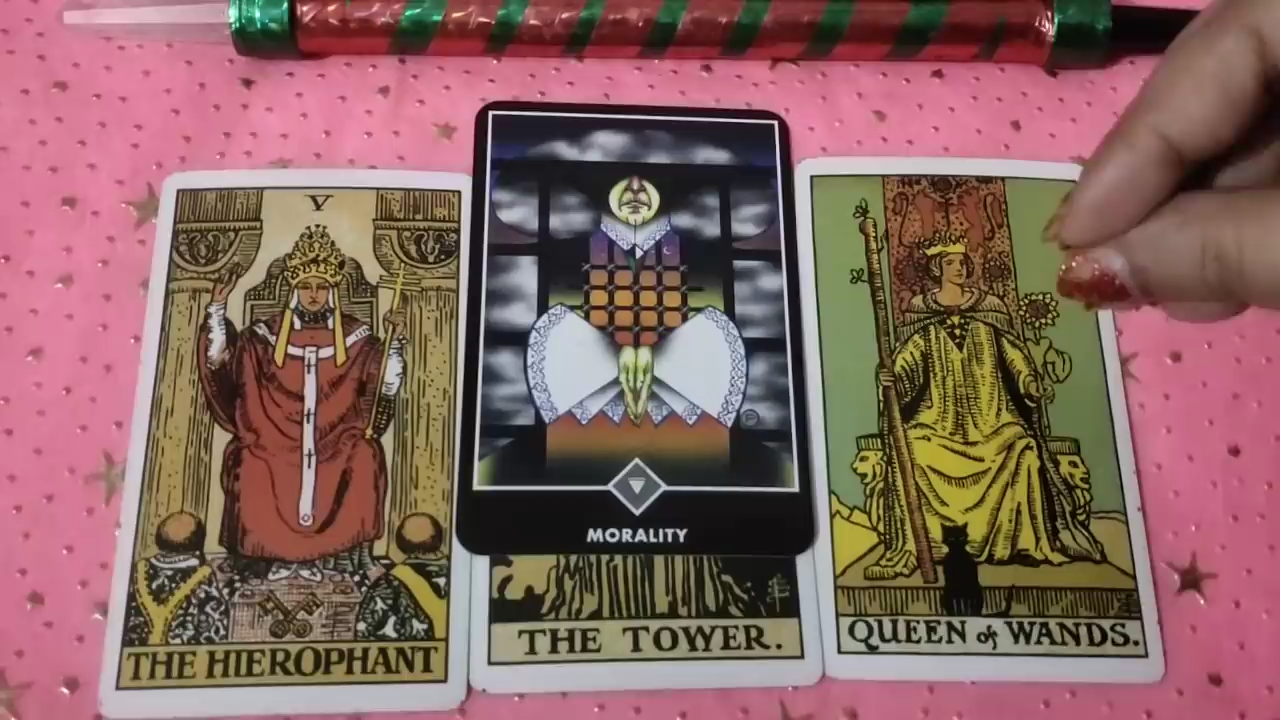 V
THE HIEROPHANT
MORALITY
THE TOWER.
QUEEN of WANDS.